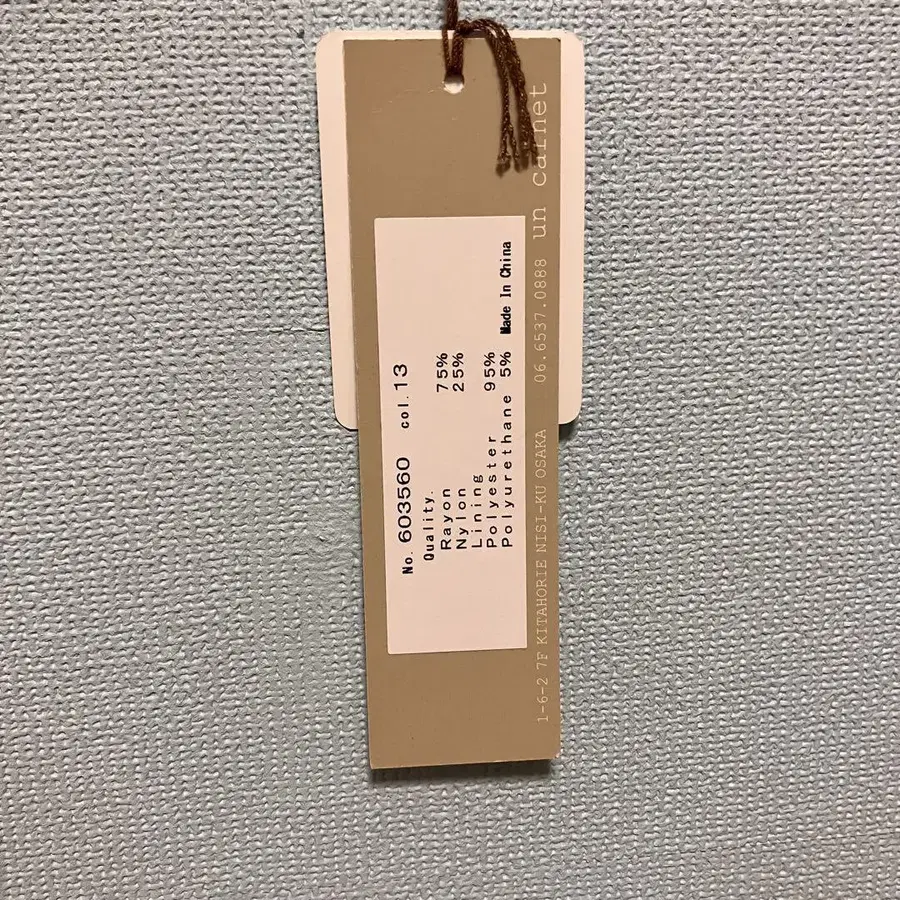 No. 603560 col. 13
Quality.
Rayon 75%
Nylon 25%
Lining
Polyester 95%
Polyurethane 5% Made In China
1-6-2 7F KITAHORIE NISI-KU OSAKA 06.6537.0888 un carnet